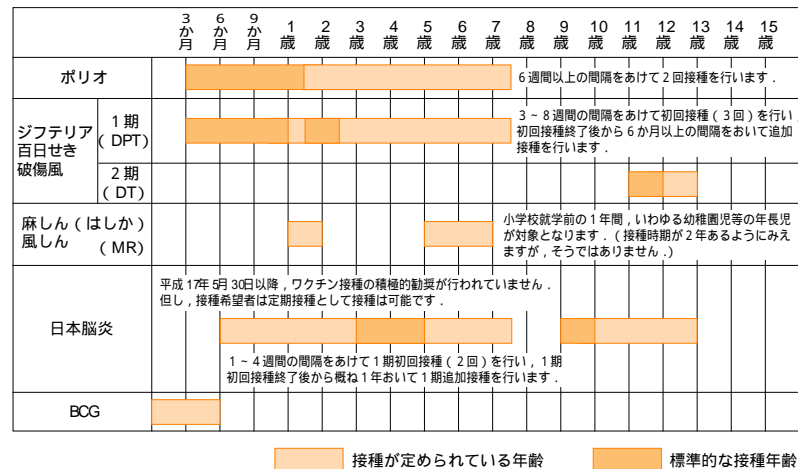 3か月 6か月 9か月 1歳 2歳 3歳 4歳 5歳 6歳 7歳 8歳 9歳 10歳 11歳 12歳 13歳 14歳 15歳
ポリオ
6週間以上の間隔をあけて2回接種を行います．
ジフテリア
百日せき
破傷風
1期
(DPT)
3～8週間の間隔をあけて初回接種(3回)を行い，
初回接種終了後から6か月以上の間隔をおいて追加
接種を行います．
2期
(DT)
麻しん(はしか)
風しん
(MR)
小学校就学前の1年間，いわゆる幼稚園児等の年長児
が対象となります．(接種時期が2年あるようにみえ
ますが，そうではありません．)
日本脳炎
平成17年5月30日以降，ワクチン接種の積極的勧奨が行われていません．
但し，接種希望者は定期接種として接種は可能です．
1～4週間の間隔をあけて1期初回接種(2回)を行い，1期
初回接種終了後から概ね1年おいて1期追加接種を行います．
BCG
接種が定められている年齢 標準的な接種年齢